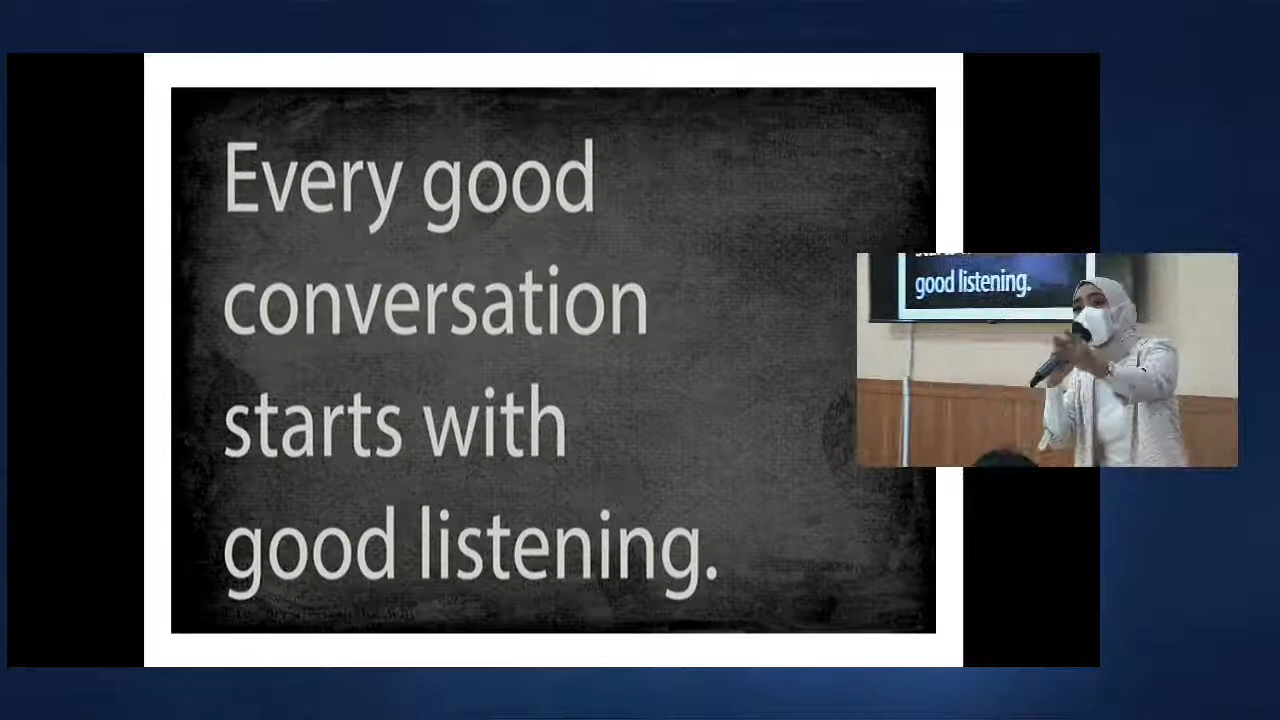 Every good
conversation
starts with
good listening.
good listening.